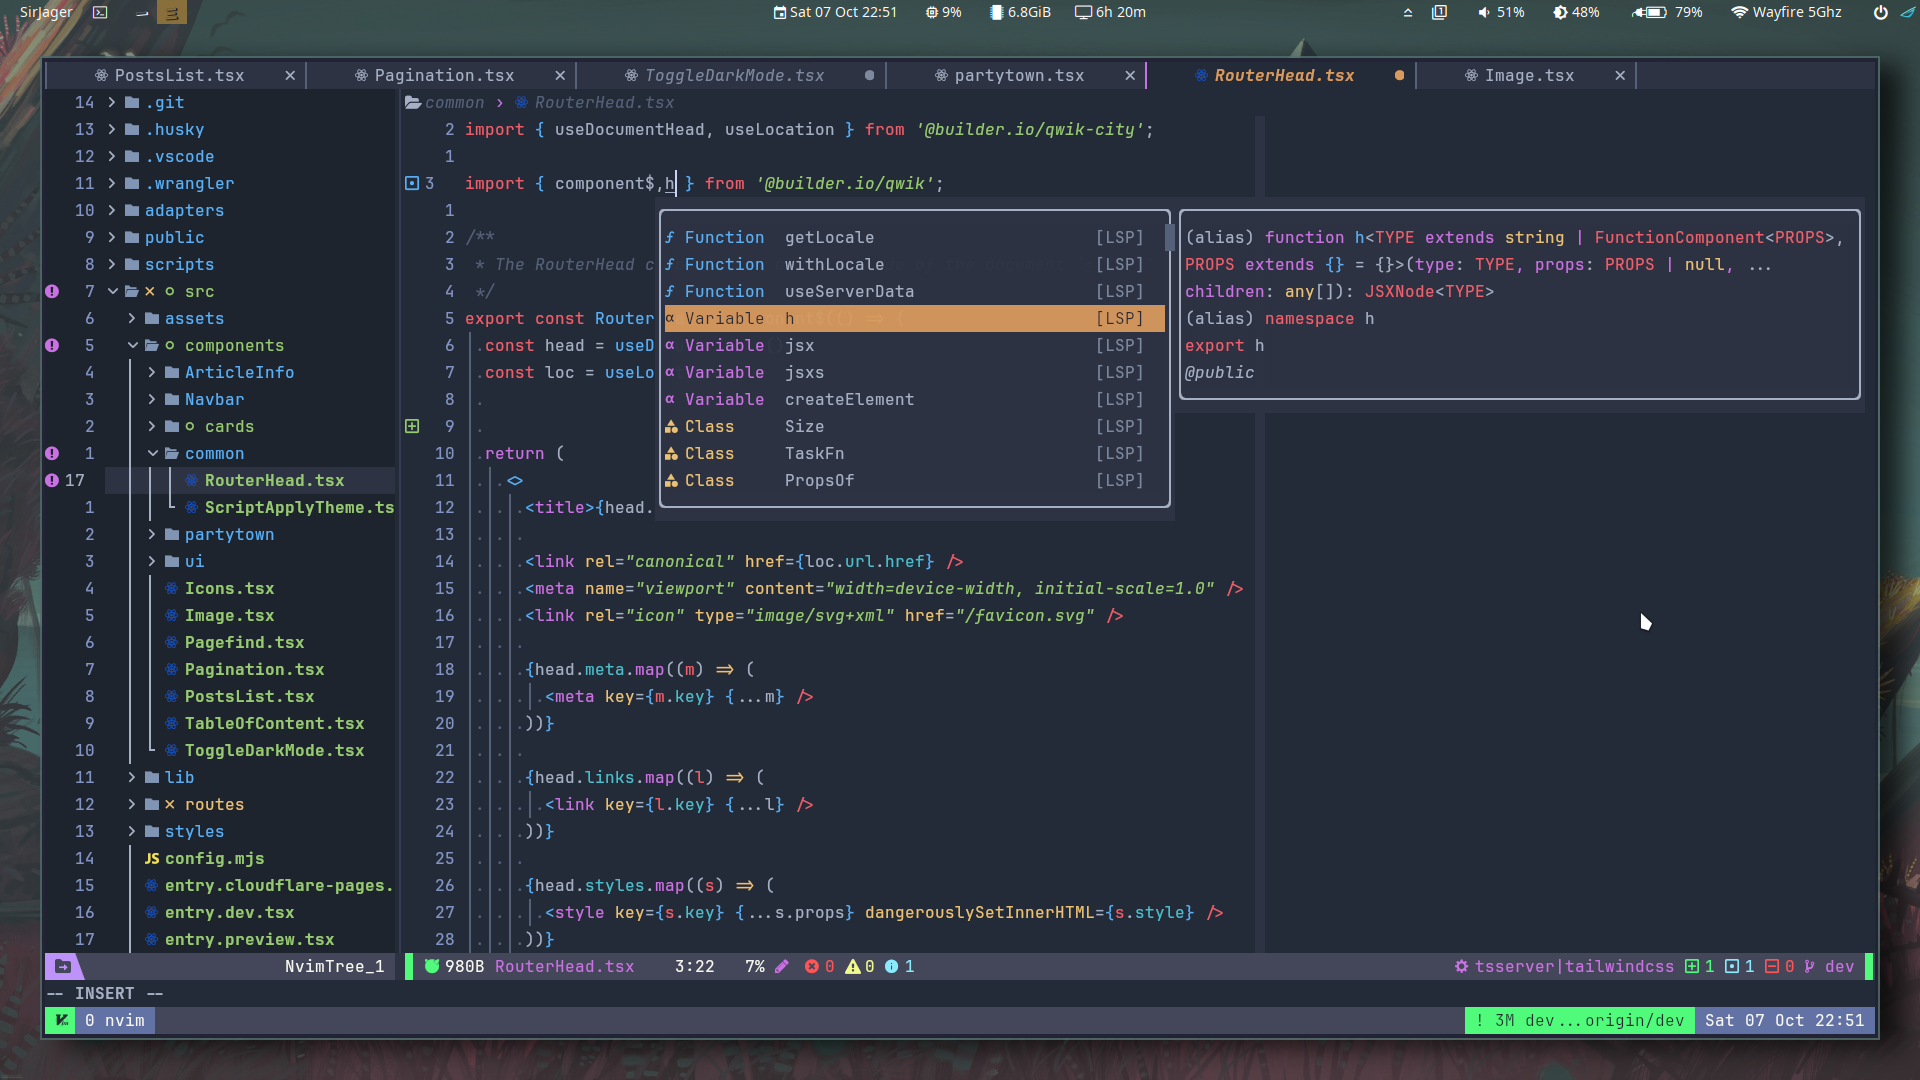 SirJager
Sat 07 Oct 22:51 9% 6.8GiB 6h 20m
1 51% 48% 79% Wayfire 5Ghz
PostsList.tsx Pagination.tsx ToggleDarkMode.tsx partytown.tsx RouterHead.tsx Image.tsx
14 .git
13 .husky
12 .vscode
11 .wrangler
10 adapters
9 public
8 scripts
7 src
6 assets
5 components
4 ArticleInfo
3 Navbar
2 cards
1 common
17 RouterHead.tsx
1 ScriptApplyTheme.ts
2 partytown
3 ui
4 Icons.tsx
5 Image.tsx
6 Pagefind.tsx
7 Pagination.tsx
8 PostsList.tsx
9 TableOfContent.tsx
10 ToggleDarkMode.tsx
11 lib
12 routes
13 styles
14 JS config.mjs
15 entry.cloudflare-pages.
16 entry.dev.tsx
17 entry.preview.tsx
common › RouterHead.tsx
2 import { useDocumentHead, useLocation } from '@builder.io/qwik-city';
1
3 import { component$,h } from '@builder.io/qwik';
1
2 /**
3 * The RouterHead c
4 */
5 export const Router
6 const head = useD
7 const loc = useLo
8
9
10 return (
11 <>
12 <title>{head.
13
14 <link rel="canonical" href={loc.url.href} />
15 <meta name="viewport" content="width=device-width, initial-scale=1.0" />
16 <link rel="icon" type="image/svg+xml" href="/favicon.svg" />
17
18 {head.meta.map((m) => (
19 <meta key={m.key} {...m} />
20 ))}
21
22 {head.links.map((l) => (
23 <link key={l.key} {...l} />
24 ))}
25
26 {head.styles.map((s) => (
27 <style key={s.key} {...s.props} dangerouslySetInnerHTML={s.style} />
28 ))}
Function getLocale [LSP]
Function withLocale [LSP]
Function useServerData [LSP]
Variable h [LSP]
Variable jsx [LSP]
Variable jsxs [LSP]
Variable createElement [LSP]
Class Size [LSP]
Class TaskFn [LSP]
Class PropsOf [LSP]
(alias) function h<TYPE extends string | FunctionComponent<PROPS>,
PROPS extends {} = {}>(type: TYPE, props: PROPS | null, ...
children: any[]): JSXNode<TYPE>
(alias) namespace h
export h
@public
NvimTree_1 980B RouterHead.tsx 3:22 7% 0 0 1 tsserver|tailwindcss 1 1 0 dev
-- INSERT --
0 nvim ! 3M dev...origin/dev Sat 07 Oct 22:51